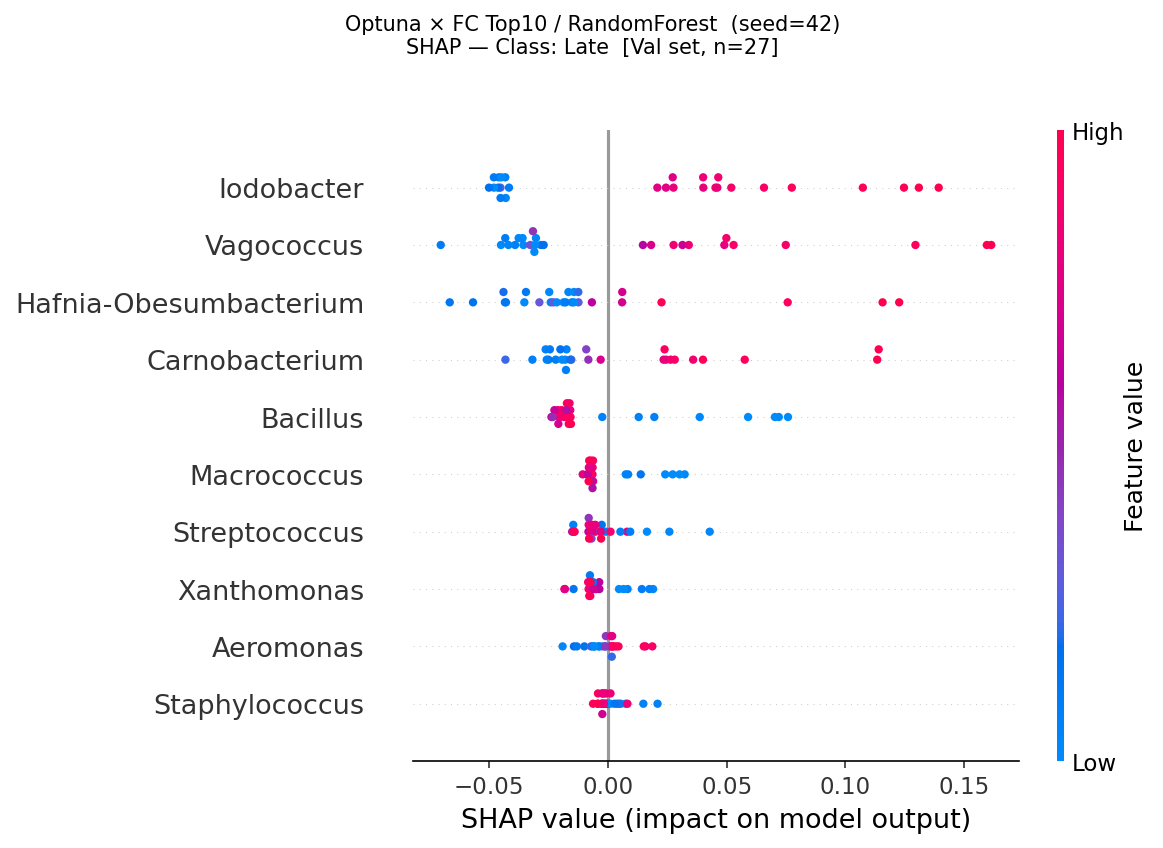 Optuna × FC Top10 / RandomForest  (seed=42)
SHAP — Class: Late  [Val set, n=27]
High
Iodobacter
Vagococcus
Hafnia-Obesumbacterium
Carnobacterium
Bacillus
Macrococcus
Streptococcus
Xanthomonas
Aeromonas
Staphylococcus
Feature value
Low
−0.05 0.00 0.05 0.10 0.15
SHAP value (impact on model output)